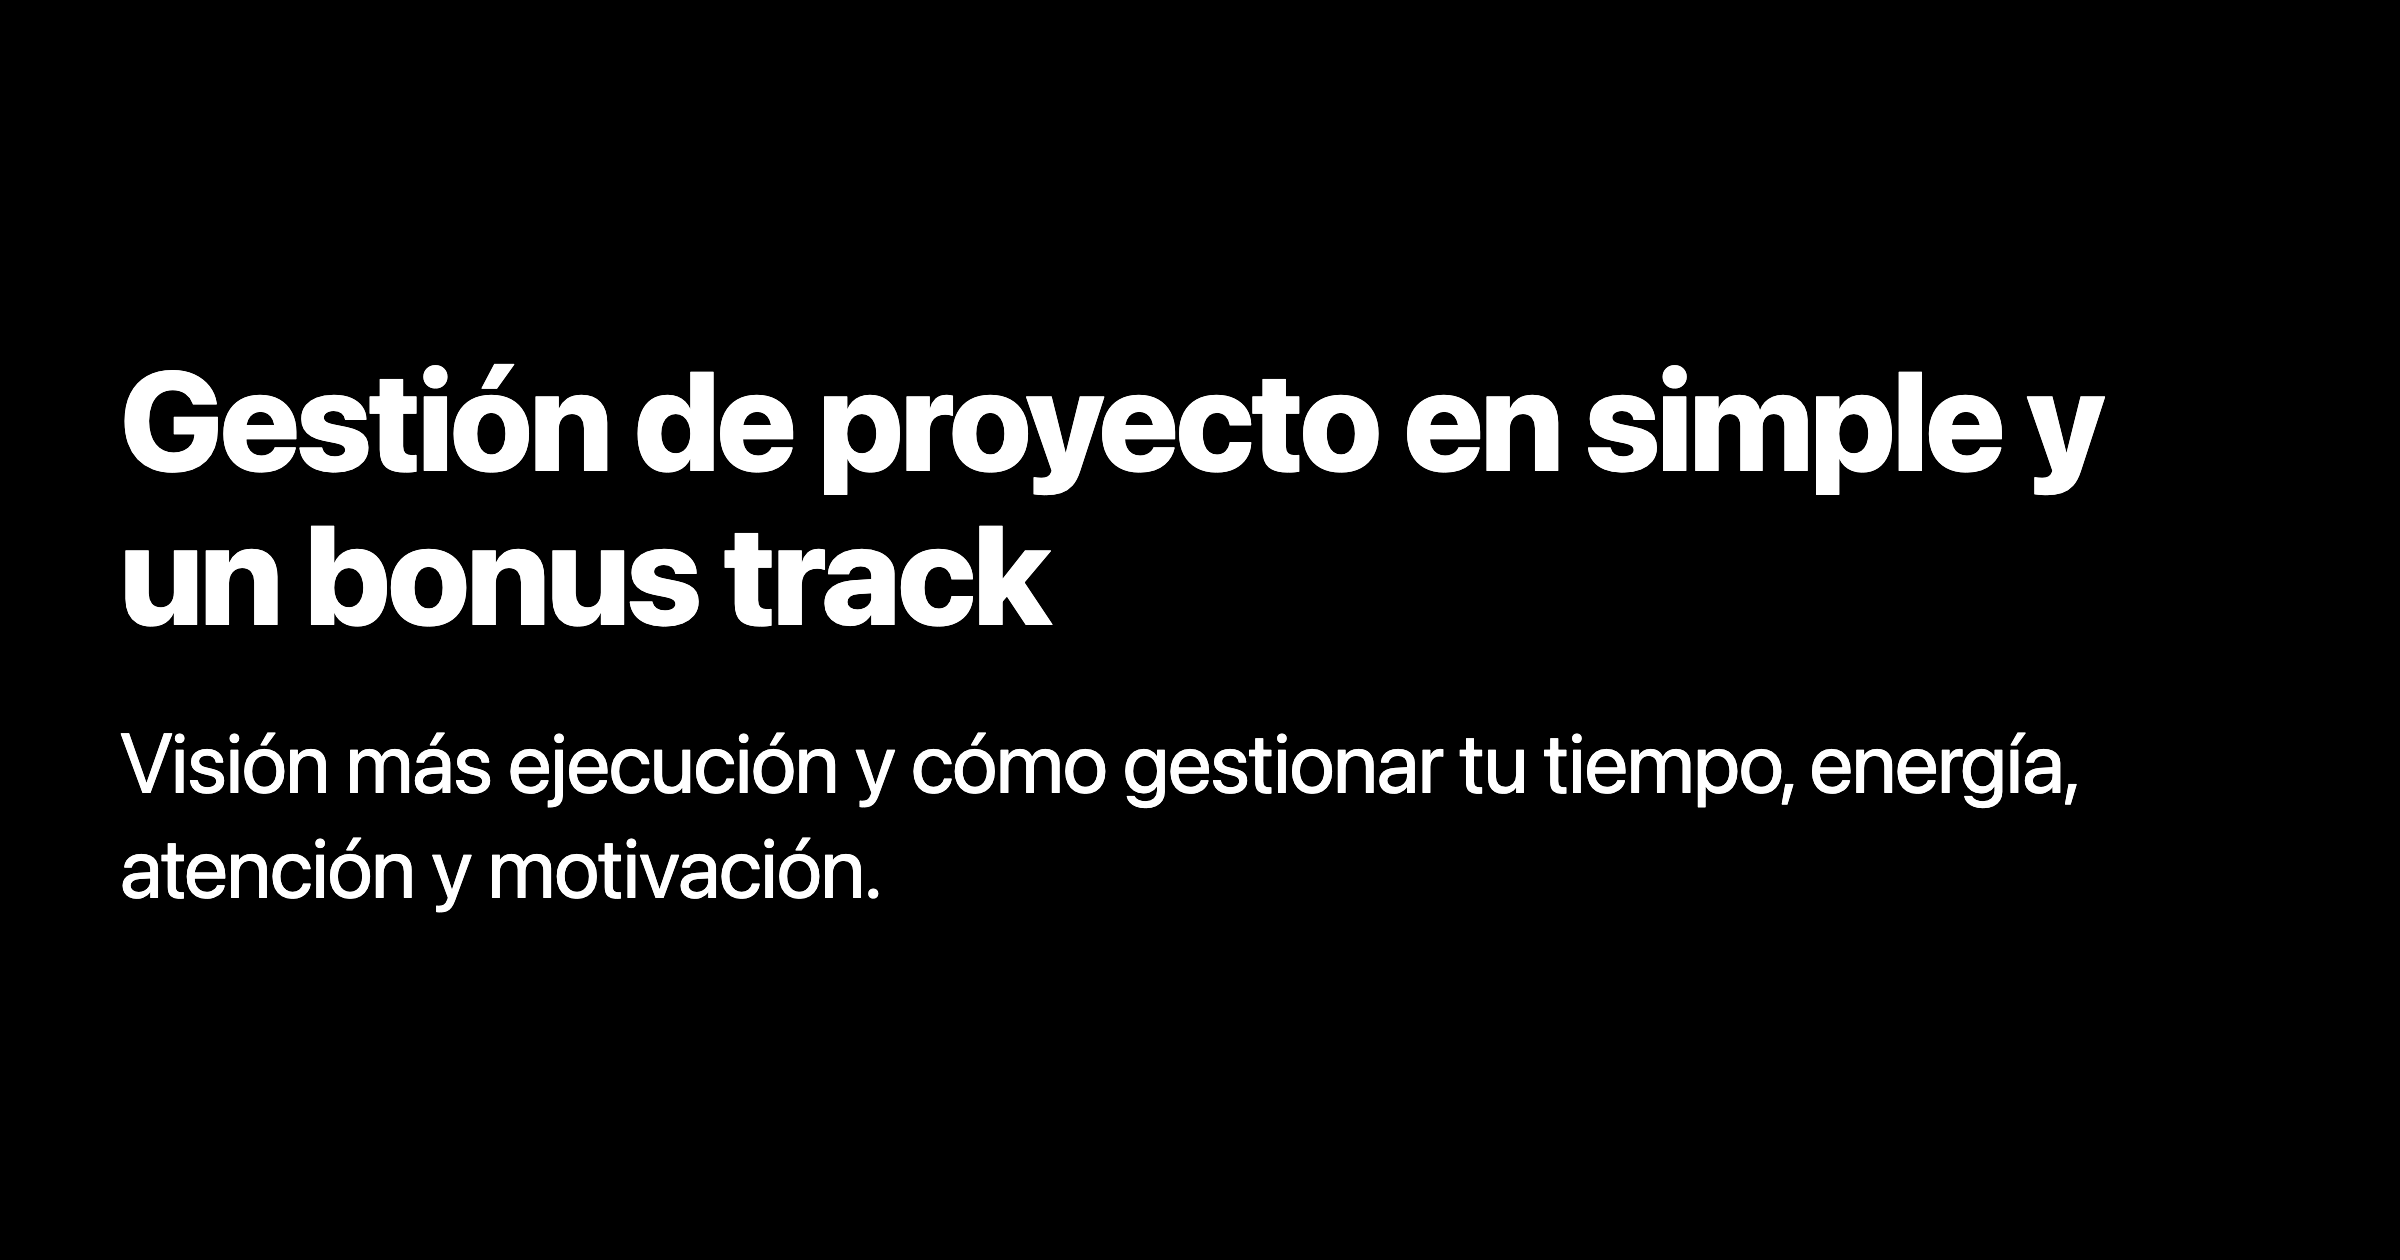 Gestión de proyecto en simple y
un bonus track
Visión más ejecución y cómo gestionar tu tiempo, energía,
atención y motivación.